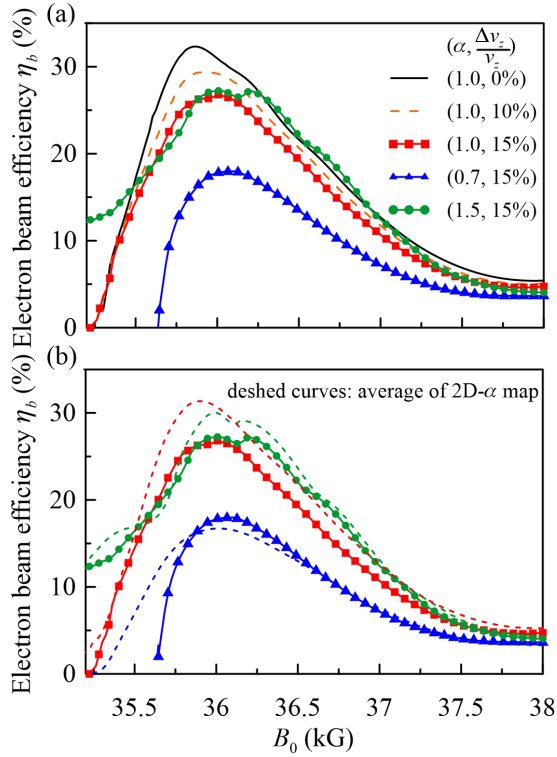 (a)
Electron beam efficiency η_b (%)
30
20
10
0
(α, Δv_z/v_z)
(1.0, 0%)
(1.0, 10%)
(1.0, 15%)
(0.7, 15%)
(1.5, 15%)
(b)
deshed curves: average of 2D-α map
Electron beam efficiency η_b (%)
30
20
10
0
35.5 36 36.5 37 37.5 38
B_0 (kG)